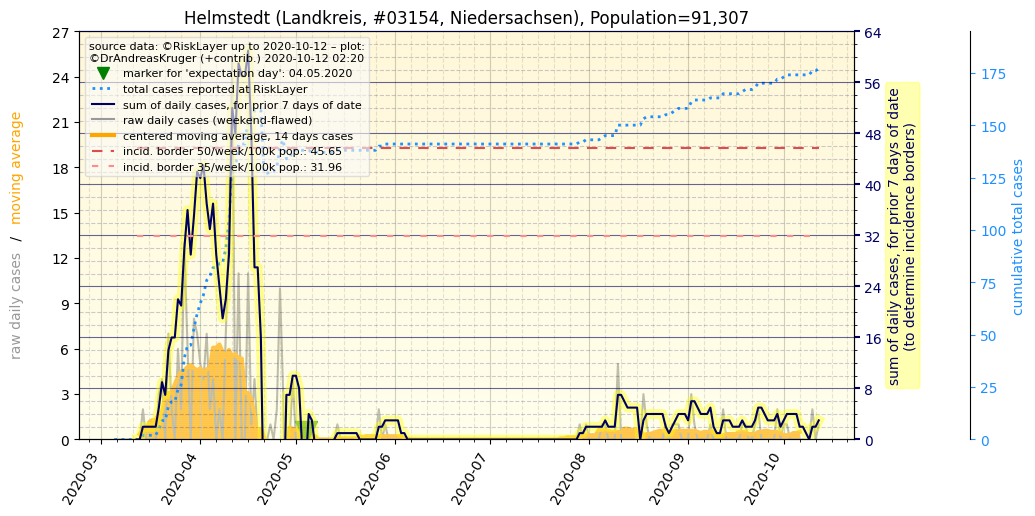 Helmstedt (Landkreis, #03154, Niedersachsen), Population=91,307
source data: ©RiskLayer up to 2020-10-12 – plot:
©DrAndreasKruger (+contrib.) 2020-10-12 02:20
marker for 'expectation day': 04.05.2020
total cases reported at RiskLayer
sum of daily cases, for prior 7 days of date
raw daily cases (weekend-flawed)
centered moving average, 14 days cases
incid. border 50/week/100k pop.: 45.65
incid. border 35/week/100k pop.: 31.96
raw daily cases / moving average
27
24
21
18
15
12
9
6
3
0
64
56
48
40
32
24
16
8
0
sum of daily cases, for prior 7 days of date
(to determine incidence borders)
175
150
125
100
75
50
25
0
cumulative total cases
2020-03
2020-04
2020-05
2020-06
2020-07
2020-08
2020-09
2020-10